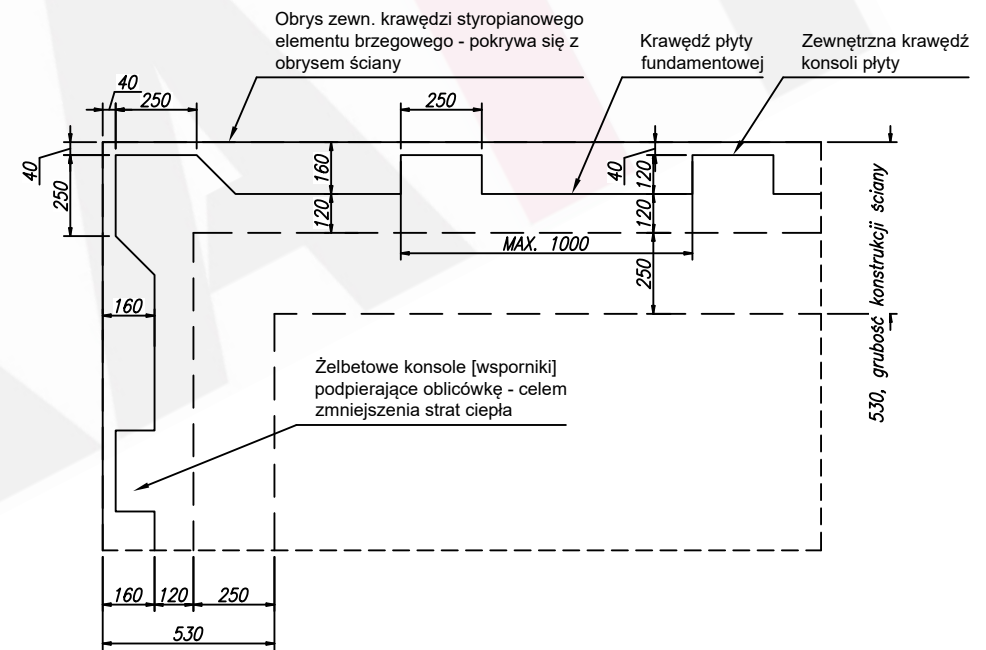 Obrys zewn. krawędzi styropianowego
elementu brzegowego - pokrywa się z
obrysem ściany
Krawędź płyty
fundamentowej
Zewnętrzna krawędź
konsoli płyty
40
250
250
40
250
160
120
40
120
120
MAX. 1000
250
530, grubość konstrukcji ściany
160
Żelbetowe konsole [wsporniki]
podpierające oblicówkę - celem
zmniejszenia strat ciepła
160
120
250
530